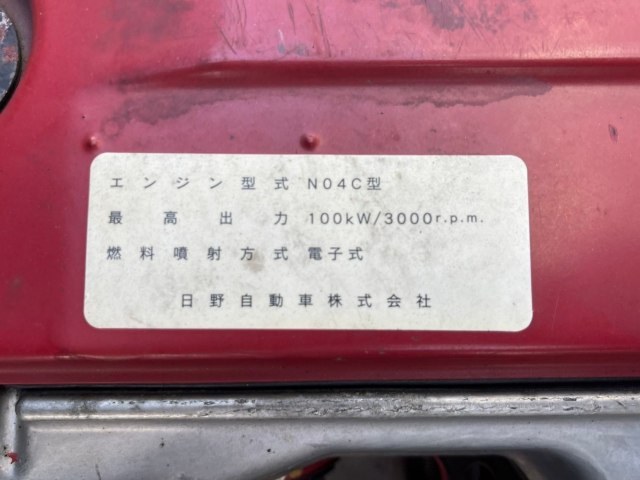 エンジン型式 N04C型
最高出力 100kW/3000r.p.m.
燃料噴射方式 電子式
日野自動車株式会社